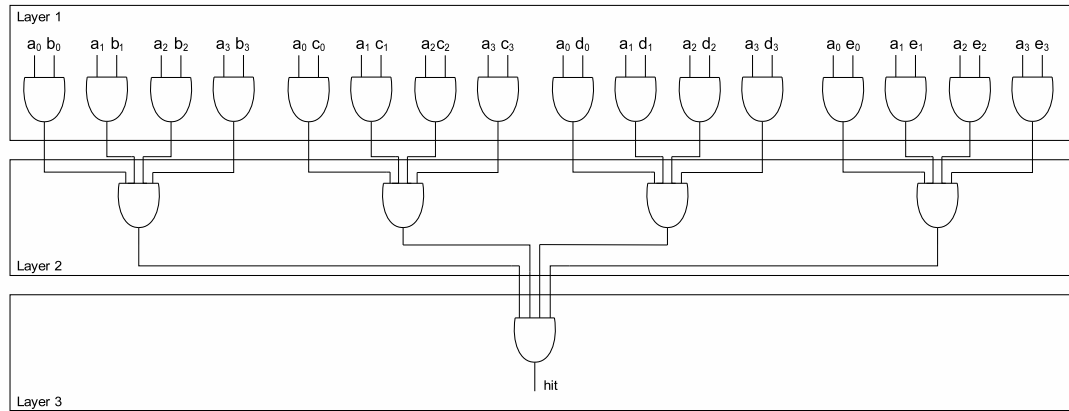 Layer 1
a₀ b₀ a₁ b₁ a₂ b₂ a₃ b₃ a₀ c₀ a₁ c₁ a₂c₂ a₃ c₃ a₀ d₀ a₁ d₁ a₂ d₂ a₃ d₃ a₀ e₀ a₁ e₁ a₂ e₂ a₃ e₃
Layer 2
hit
Layer 3